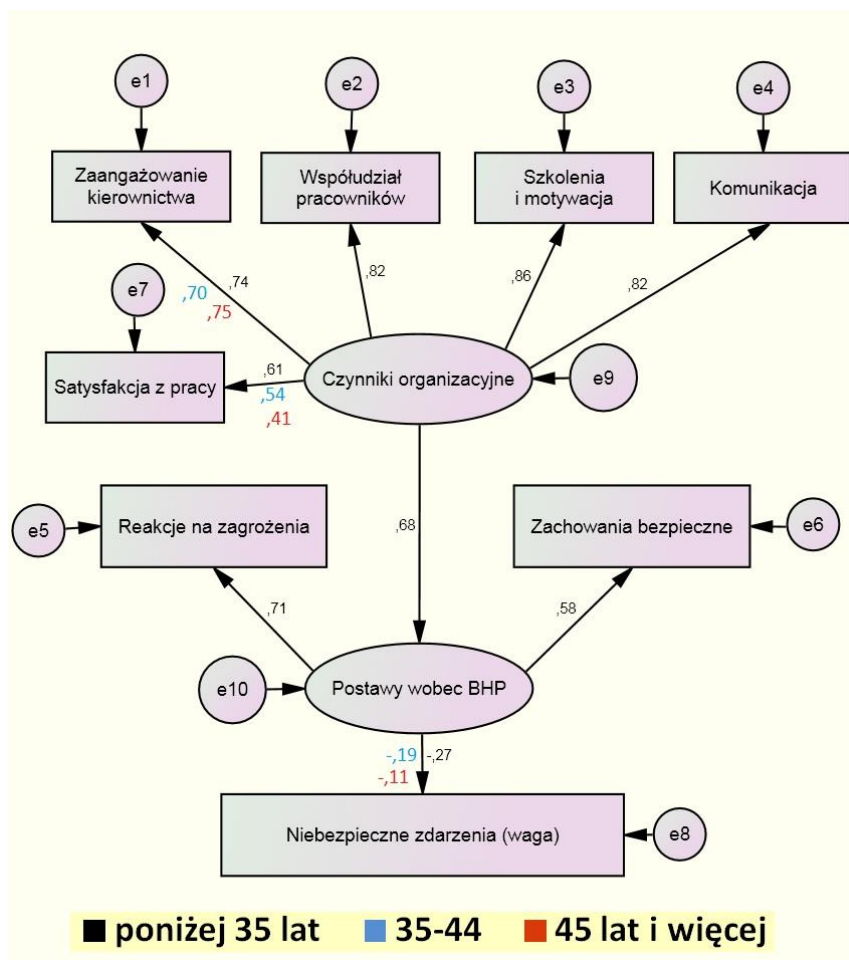 e1
e2
e3
e4
Zaangażowanie
kierownictwa
Współudział
pracowników
Szkolenia
i motywacja
Komunikacja
,74
,70
,75
,82
,86
,82
e7
Satysfakcja z pracy
,61
,54
,41
Czynniki organizacyjne
e9
e5
Reakcje na zagrożenia
,68
Zachowania bezpieczne
e6
,71
,58
e10
Postawy wobec BHP
-,19
-,27
-,11
Niebezpieczne zdarzenia (waga)
e8
poniżej 35 lat 35-44 45 lat i więcej